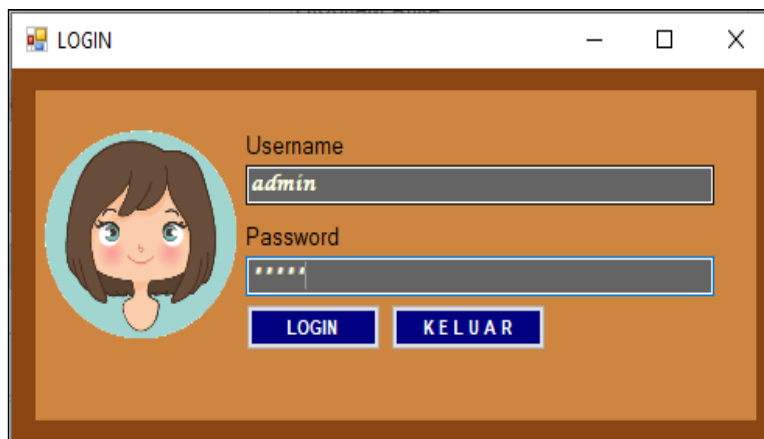 LOGIN
Username
admin
Password
*****
LOGIN
K E L U A R